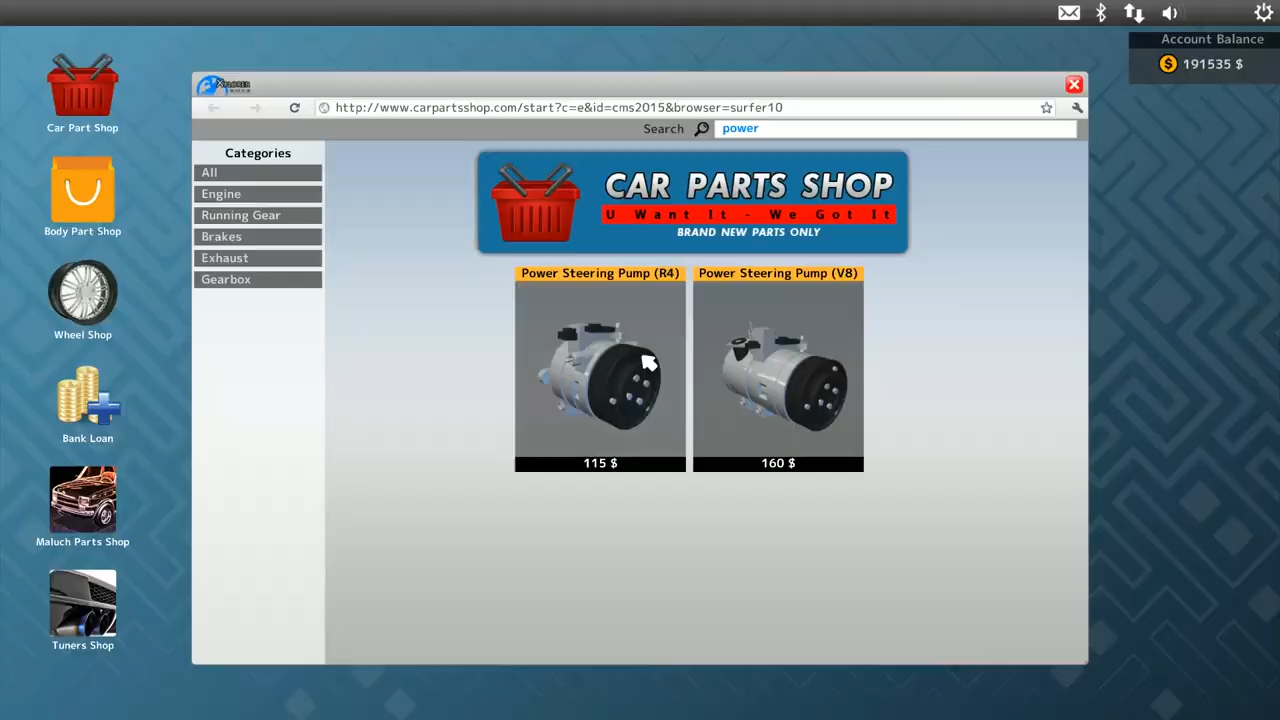 Account Balance
191535 $
Car Part Shop
Body Part Shop
Wheel Shop
Bank Loan
Maluch Parts Shop
Tuners Shop
XPLORER
http://www.carpartsshop.com/start?c=e&id=cms2015&browser=surfer10
Search power
Categories
All
Engine
Running Gear
Brakes
Exhaust
Gearbox
CAR PARTS SHOP
U Want It - We Got It
BRAND NEW PARTS ONLY
Power Steering Pump (R4)
115 $
Power Steering Pump (V8)
160 $